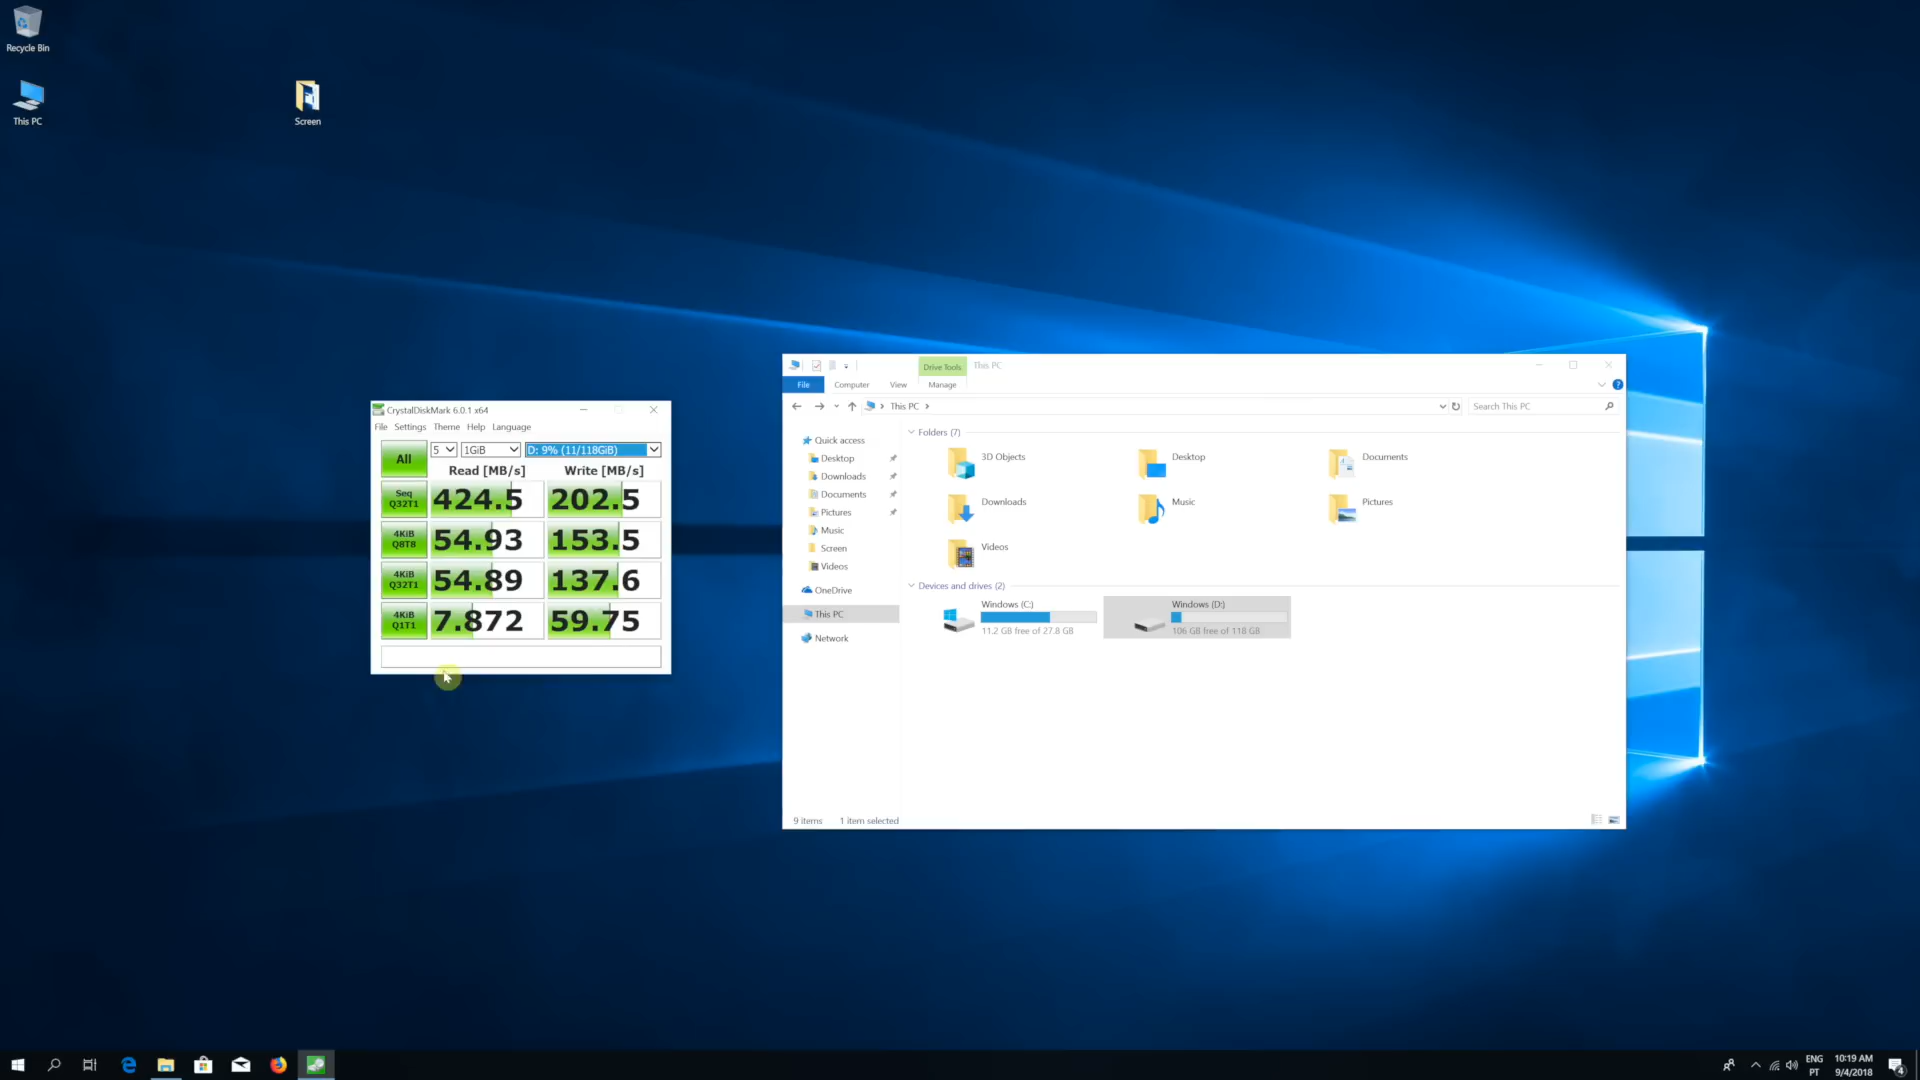 Recycle Bin
This PC
Screen
CrystalDiskMark 6.0.1 x64
File Settings Theme Help Language
All 5 1GiB D: 9% (11/118GiB)
Read [MB/s] Write [MB/s]
Seq
Q32T1 424.5 202.5
4KiB
Q8T8 54.93 153.5
4KiB
Q32T1 54.89 137.6
4KiB
Q1T1 7.872 59.75
Drive Tools This PC
File Computer View Manage
This PC Search This PC
Quick access
Desktop
Downloads
Documents
Pictures
Music
Screen
Videos
OneDrive
This PC
Network
Folders (7)
3D Objects Desktop Documents
Downloads Music Pictures
Videos
Devices and drives (2)
Windows (C:)
11.2 GB free of 27.8 GB
Windows (D:)
106 GB free of 118 GB
9 items 1 item selected
ENG
PT
10:19 AM
9/4/2018
4